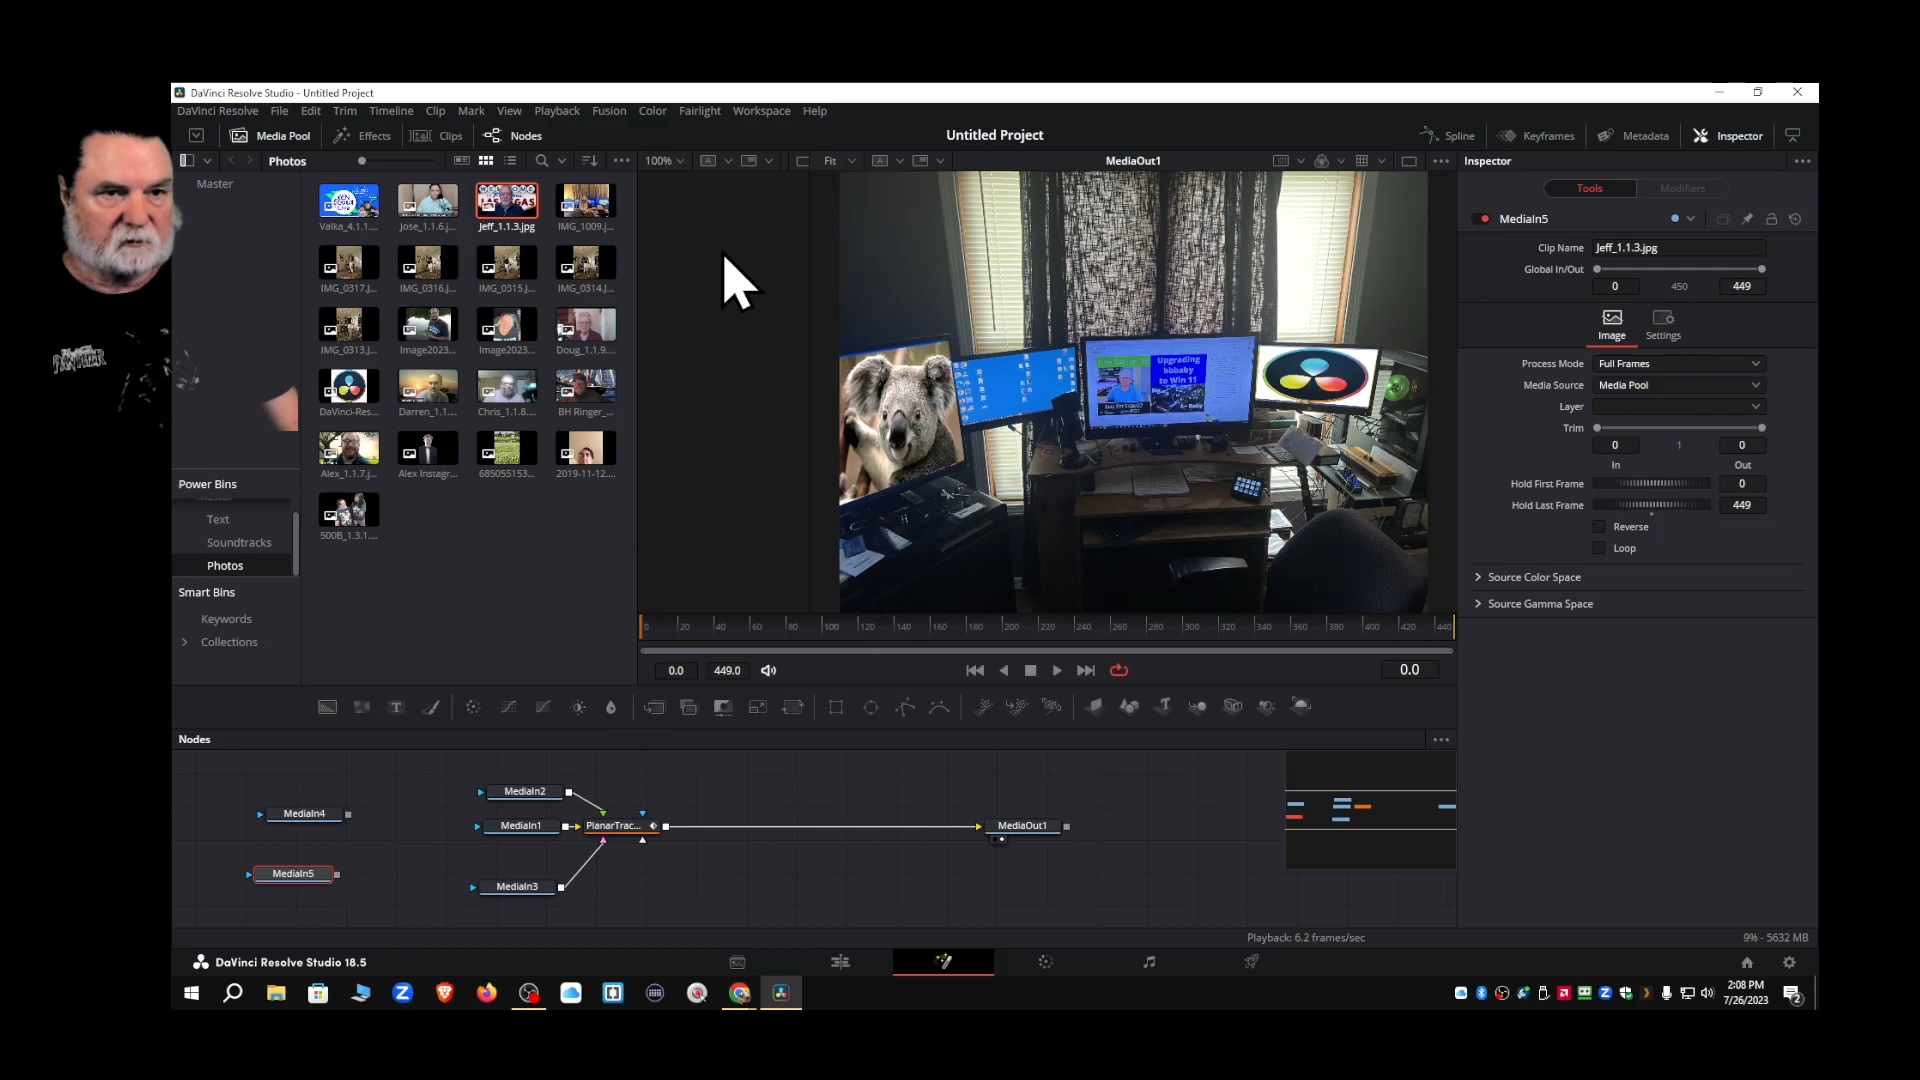 DaVinci Resolve Studio - Untitled Project
DaVinci Resolve File Edit Trim Timeline Clip Mark View Playback Fusion Color Fairlight Workspace Help
Media Pool Effects Clips Nodes Untitled Project Spline Keyframes Metadata Inspector
Photos 100% Fit MediaOut1 Inspector
Master
Tools Modifiers
Valka_4.1.1.... Jose_1.1.6.j... Jeff_1.1.3.jpg IMG_1009.j...
MediaIn5
Clip Name Jeff_1.1.3.jpg
Global In/Out
0 450 449
IMG_0317.j... IMG_0316.j... IMG_0315.j... IMG_0314.j...
Image Settings
IMG_0313.j... Image2023... Image2023... Doug_1.1.9....
Process Mode Full Frames
Media Source Media Pool
Layer
Upgrading
bbbaby
to Win 11
DaVinci-Res... Darren_1.1.... Chris_1.1.8.... BH Ringer_...
Trim
0 1 0
In Out
Alex_1.1.7.j... Alex Instagr... 685055153... 2019-11-12....
Hold First Frame 0
Hold Last Frame 449
Reverse
Loop
500B_1.3.1....
Power Bins
Text
Soundtracks
Photos
Smart Bins
Keywords
Collections
Source Color Space
Source Gamma Space
0 20 40 60 80 100 120 140 160 180 200 220 240 260 280 300 320 340 360 380 400 420 440
0.0 449.0 0.0
Nodes
MediaIn2
MediaIn4
MediaIn1 PlanarTrac... MediaOut1
MediaIn5
MediaIn3
Playback: 6.2 frames/sec 9% - 5632 MB
DaVinci Resolve Studio 18.5
2:08 PM
7/26/2023
2